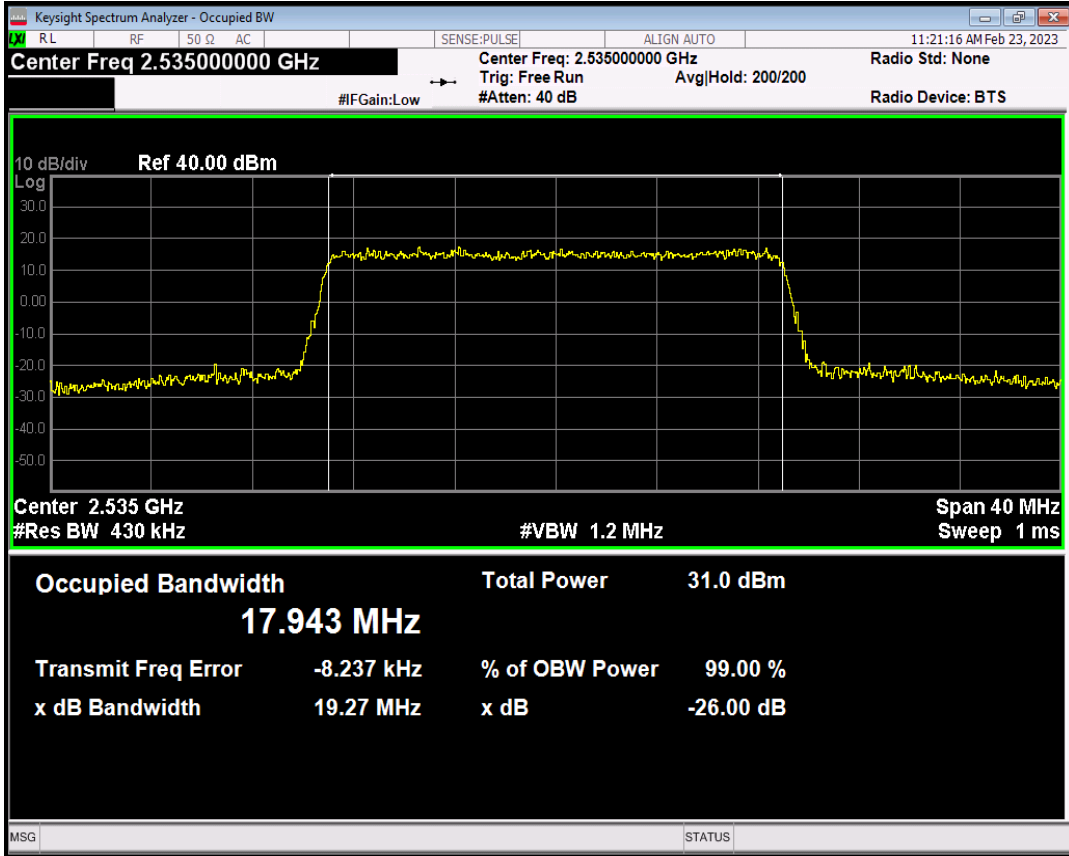 Keysight Spectrum Analyzer - Occupied BW
LXI RL RF 50 Ω AC SENSE:PULSE ALIGN AUTO 11:21:16 AM Feb 23, 2023
Center Freq 2.535000000 GHz Center Freq: 2.535000000 GHz Radio Std: None
Trig: Free Run Avg|Hold: 200/200
#IFGain:Low #Atten: 40 dB Radio Device: BTS
10 dB/div Ref 40.00 dBm
Log
30.0
20.0
10.0
0.00
-10.0
-20.0
-30.0
-40.0
-50.0
Center 2.535 GHz Span 40 MHz
#Res BW 430 kHz #VBW 1.2 MHz Sweep 1 ms
Occupied Bandwidth Total Power 31.0 dBm
17.943 MHz
Transmit Freq Error -8.237 kHz % of OBW Power 99.00 %
x dB Bandwidth 19.27 MHz x dB -26.00 dB
MSG STATUS